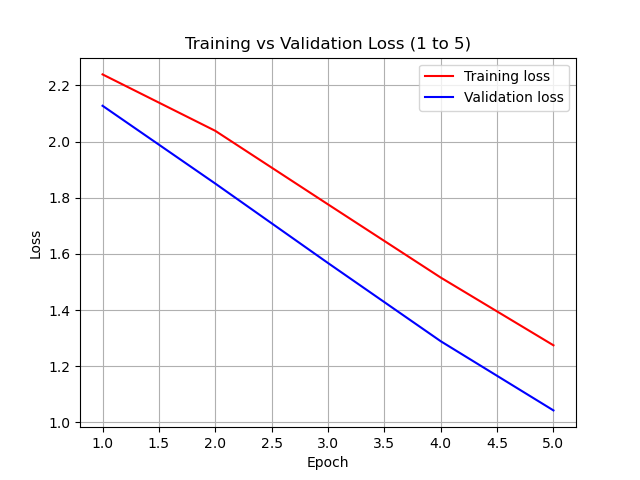 Training vs Validation Loss (1 to 5)
Training loss
Validation loss
Loss
2.2
2.0
1.8
1.6
1.4
1.2
1.0
1.0 1.5 2.0 2.5 3.0 3.5 4.0 4.5 5.0
Epoch